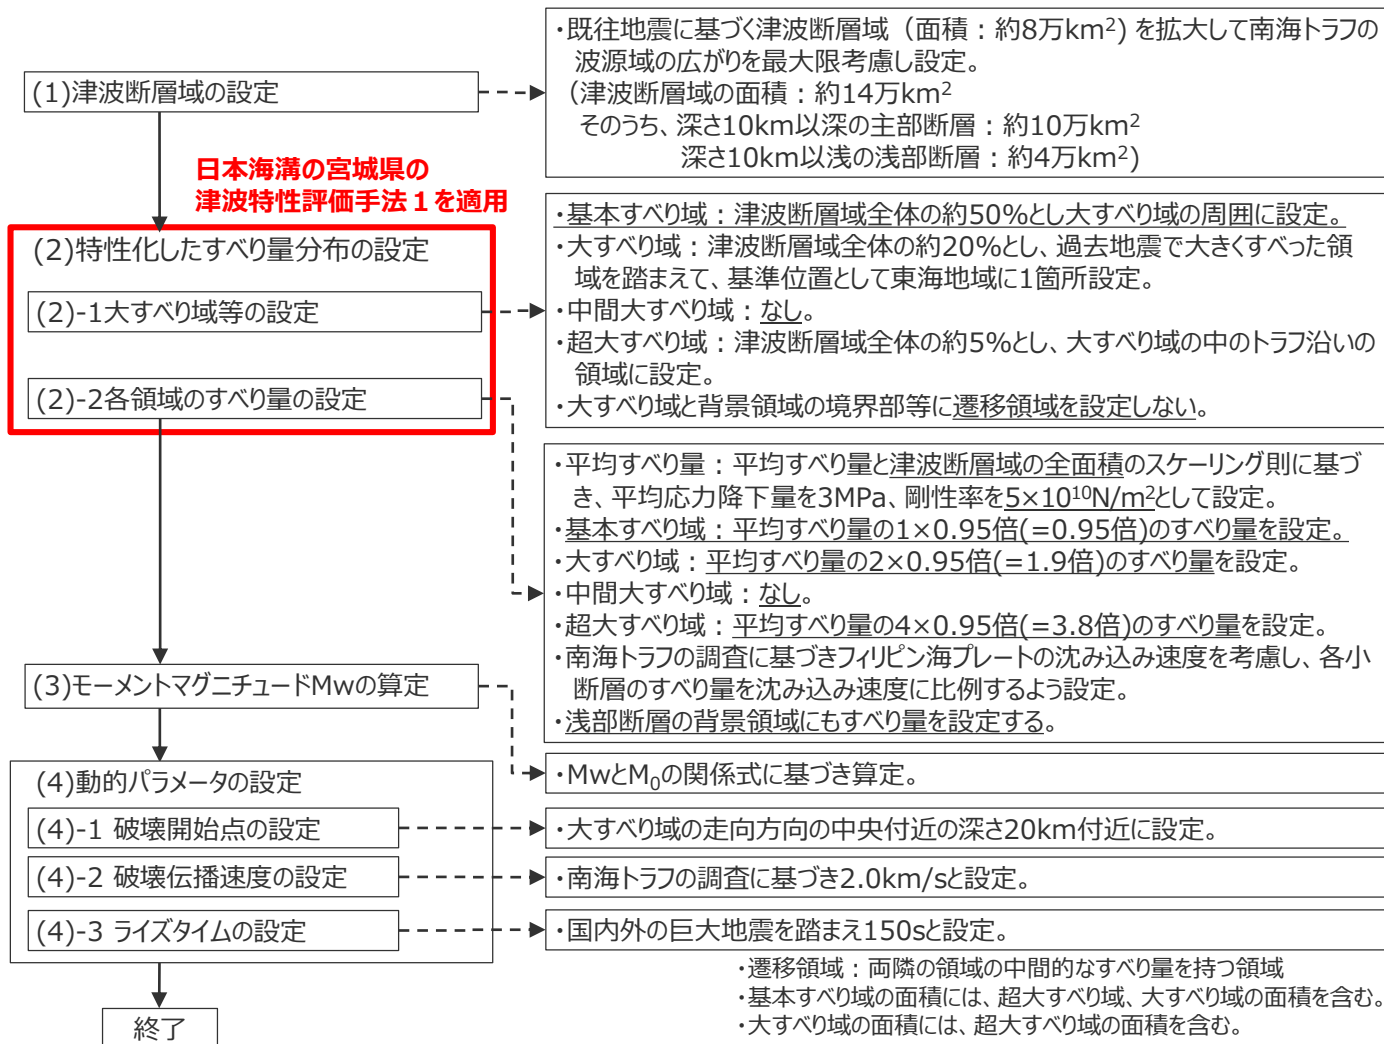 (1)津波断層域の設定
・既往地震に基づく津波断層域（面積：約8万km²) を拡大して南海トラフの
波源域の広がりを最大限考慮し設定。
（津波断層域の面積：約14万km²
そのうち、深さ10km以深の主部断層：約10万km²
深さ10km以浅の浅部断層：約4万km²)
日本海溝の宮城県の
津波特性評価手法１を適用
(2)特性化したすべり量分布の設定
(2)-1大すべり域等の設定
・基本すべり域：津波断層域全体の約50%とし大すべり域の周囲に設定。
・大すべり域：津波断層域全体の約20%とし、過去地震で大きくすべった領
域を踏まえて、基準位置として東海地域に1箇所設定。
・中間大すべり域：なし。
・超大すべり域：津波断層域全体の約5%とし、大すべり域の中のトラフ沿いの
領域に設定。
・大すべり域と背景領域の境界部等に遷移領域を設定しない。
(2)-2各領域のすべり量の設定
・平均すべり量：平均すべり量と津波断層域の全面積のスケーリング則に基づ
き、平均応力降下量を3MPa、剛性率を5×10¹⁰N/m²として設定。
・基本すべり域：平均すべり量の1×0.95倍(=0.95倍)のすべり量を設定。
・大すべり域：平均すべり量の2×0.95倍(=1.9倍)のすべり量を設定。
・中間大すべり域：なし。
・超大すべり域：平均すべり量の4×0.95倍(=3.8倍)のすべり量を設定。
・南海トラフの調査に基づきフィリピン海プレートの沈み込み速度を考慮し、各小
断層のすべり量を沈み込み速度に比例するよう設定。
・浅部断層の背景領域にもすべり量を設定する。
(3)モーメントマグニチュードMwの算定
・MwとM₀の関係式に基づき算定。
(4)動的パラメータの設定
(4)-1 破壊開始点の設定
・大すべり域の走向方向の中央付近の深さ20km付近に設定。
(4)-2 破壊伝播速度の設定
・南海トラフの調査に基づき2.0km/sと設定。
(4)-3 ライズタイムの設定
・国内外の巨大地震を踏まえ150sと設定。
終了
・遷移領域：両隣の領域の中間的なすべり量を持つ領域
・基本すべり域の面積には、超大すべり域、大すべり域の面積を含む。
・大すべり域の面積には、超大すべり域の面積を含む。